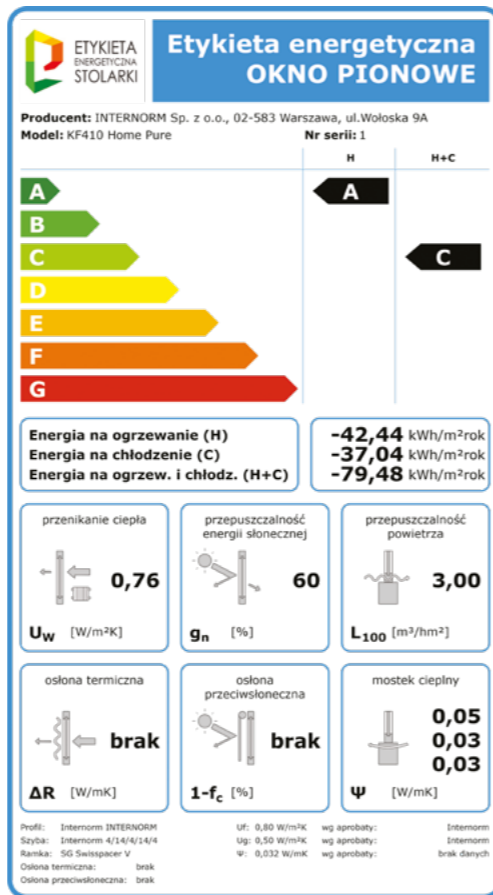 ETYKIETA
ENERGETYCZNA
STOLARKI
Etykieta energetyczna
OKNO PIONOWE
Producent: INTERNORM Sp. z o.o., 02-583 Warszawa, ul.Wołoska 9A
Model: KF410 Home Pure Nr serii: 1
H H+C
A A
B
C C
D
E
F
G
Energia na ogrzewanie (H) -42,44 kWh/m²rok
Energia na chłodzenie (C) -37,04 kWh/m²rok
Energia na ogrzew. i chłodz. (H+C) -79,48 kWh/m²rok
przenikanie ciepła
0,76
Uw [W/m²K]
przepuszczalność
energii słonecznej
60
gn [%]
przepuszczalność
powietrza
3,00
L100 [m³/hm²]
osłona termiczna
brak
ΔR [W/mK]
osłona
przeciwsłoneczna
brak
1-fc [%]
mostek cieplny
0,05
0,03
0,03
Ψ [W/mK]
Profil: Internorm INTERNORM Uf: 0,80 W/m²K wg aprobaty: Internorm
Szyba: Internorm 4/14/4/14/4 Ug: 0,50 W/m²K wg aprobaty: Internorm
Ramka: SG Swisspacer V Ψ: 0,032 W/mK wg aprobaty: brak danych
Osłona termiczna: brak
Osłona przeciwsłoneczna: brak